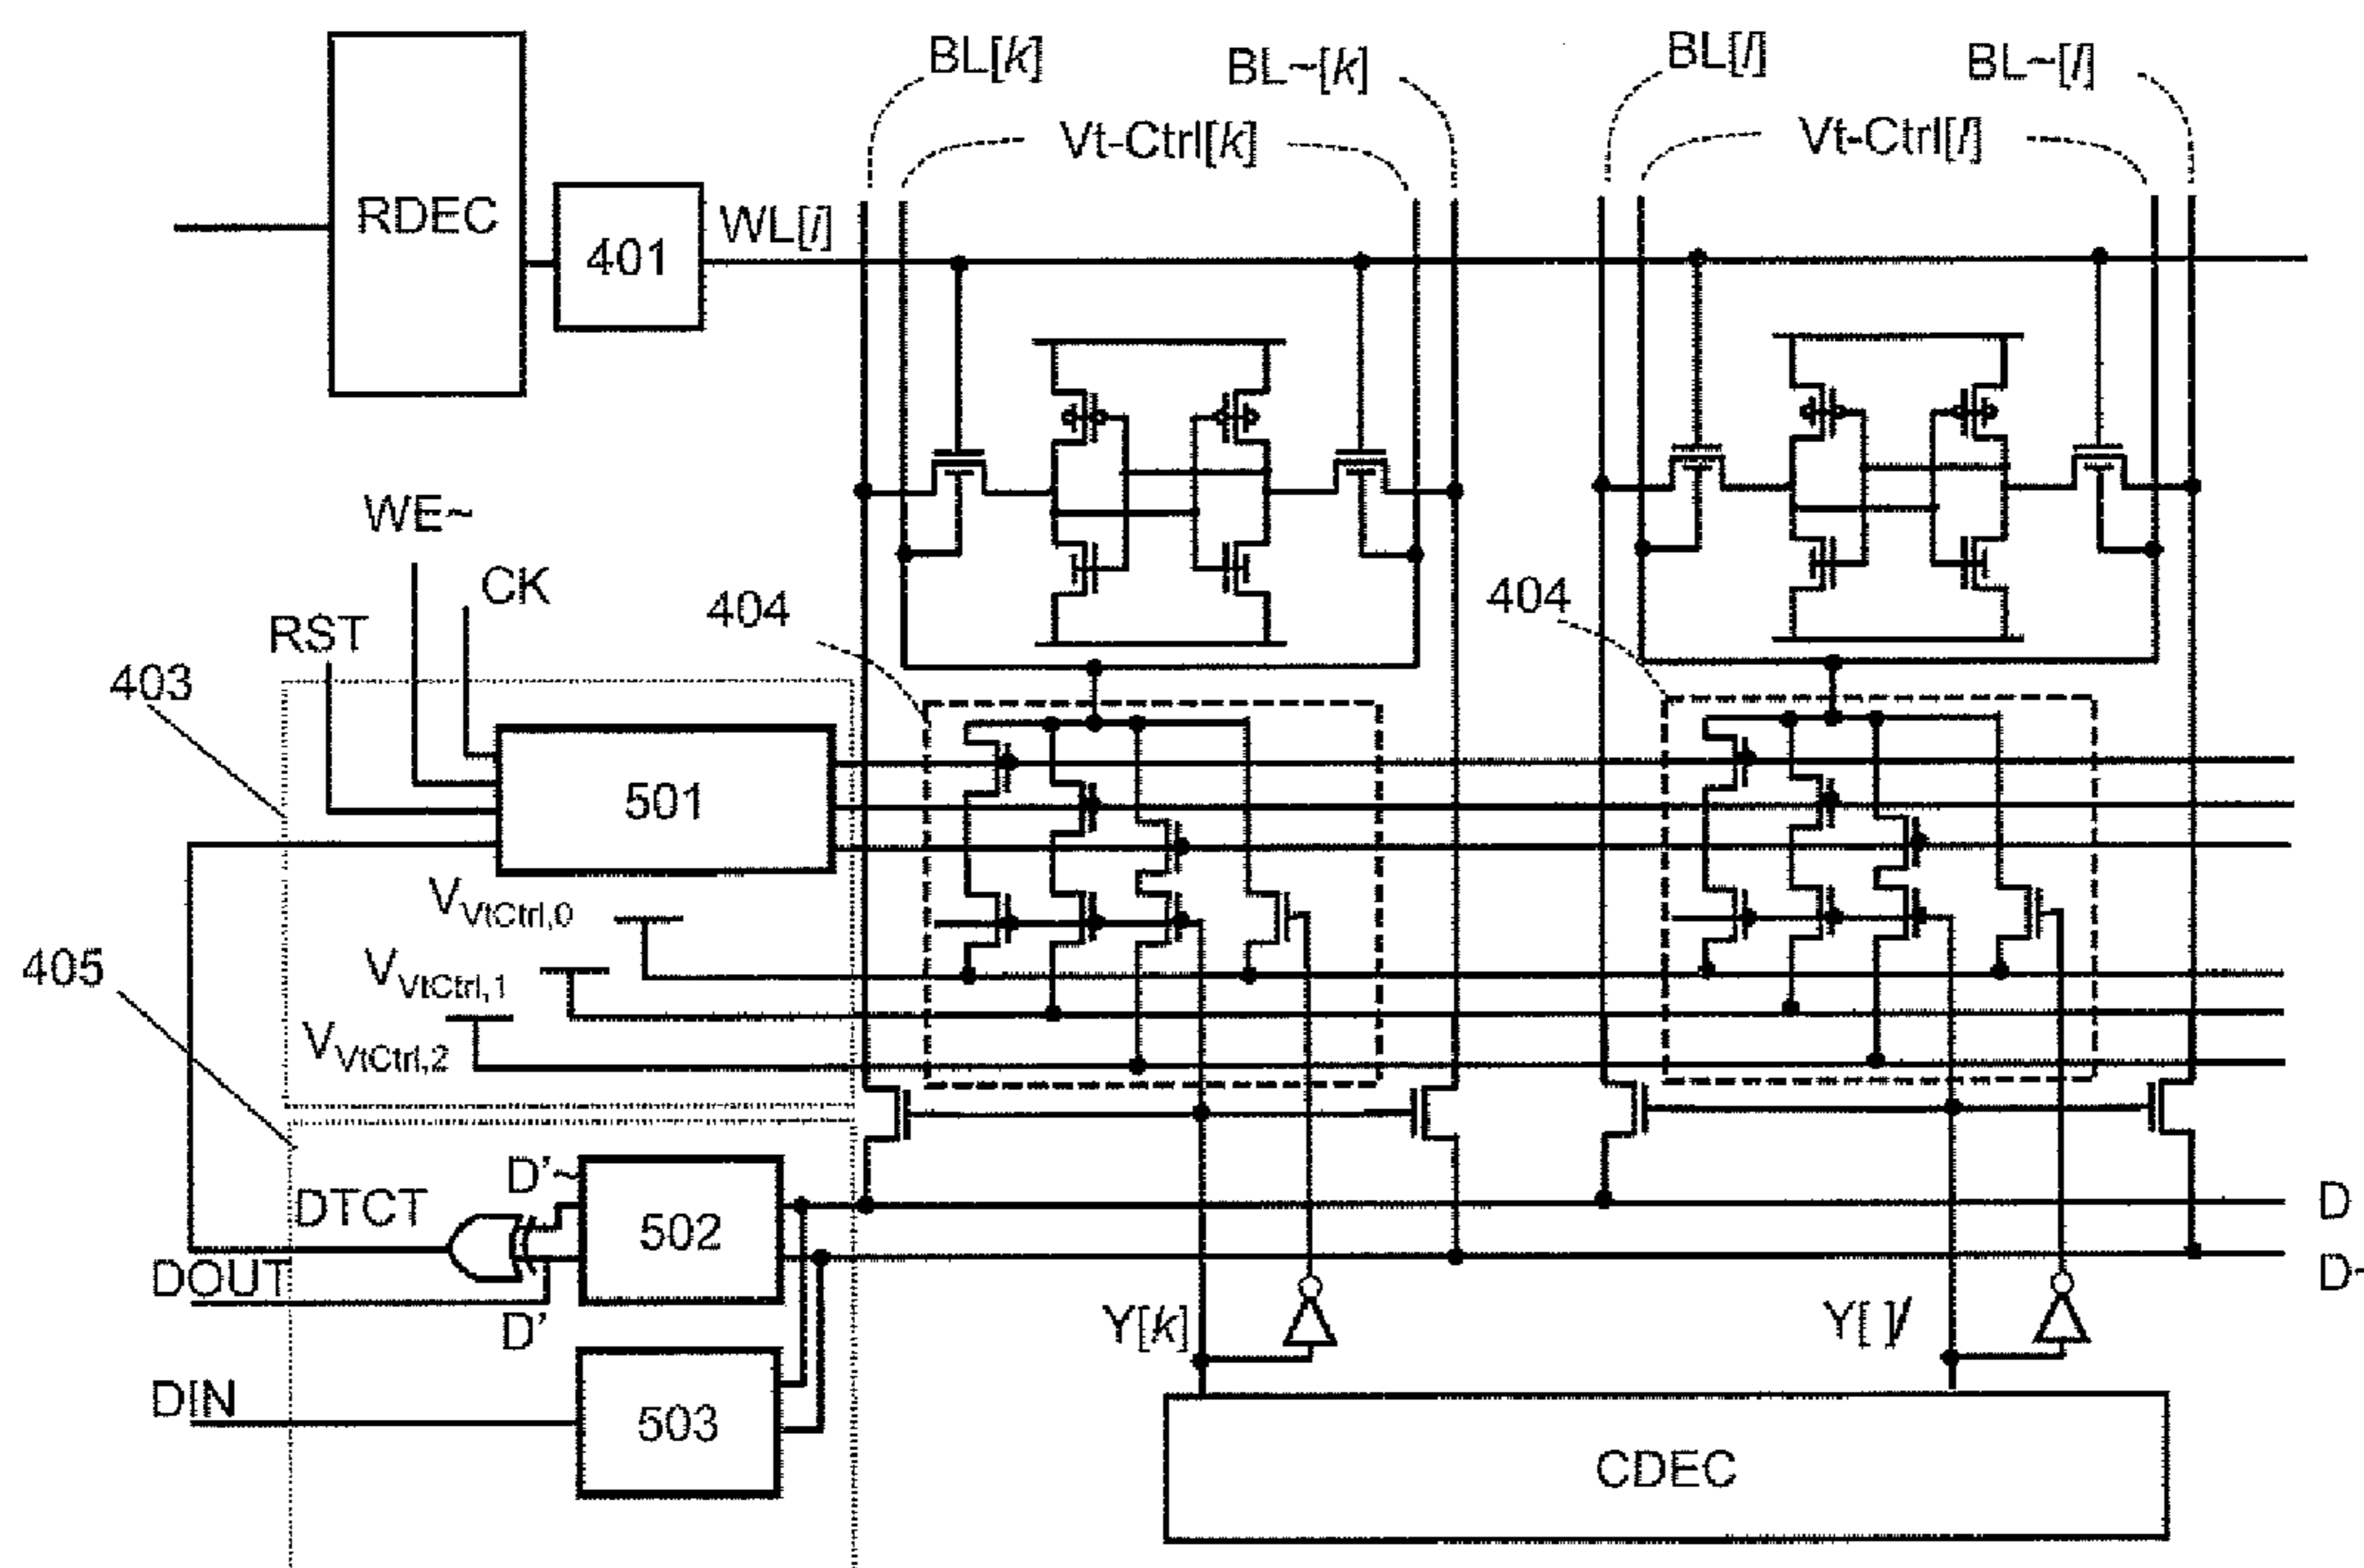 BL[k]
BL~[k]
BL[l]
BL~[l]
Vt-Ctrl[k]
Vt-Ctrl[l]
RDEC
401
WL[i]
WE~
CK
RST
403
404
404
501
VVtCtrl,0
VVtCtrl,1
VVtCtrl,2
405
D'~
DTCT
502
DOUT
D'
D
D~
Y[k]
Y[ ]l
DIN
503
CDEC